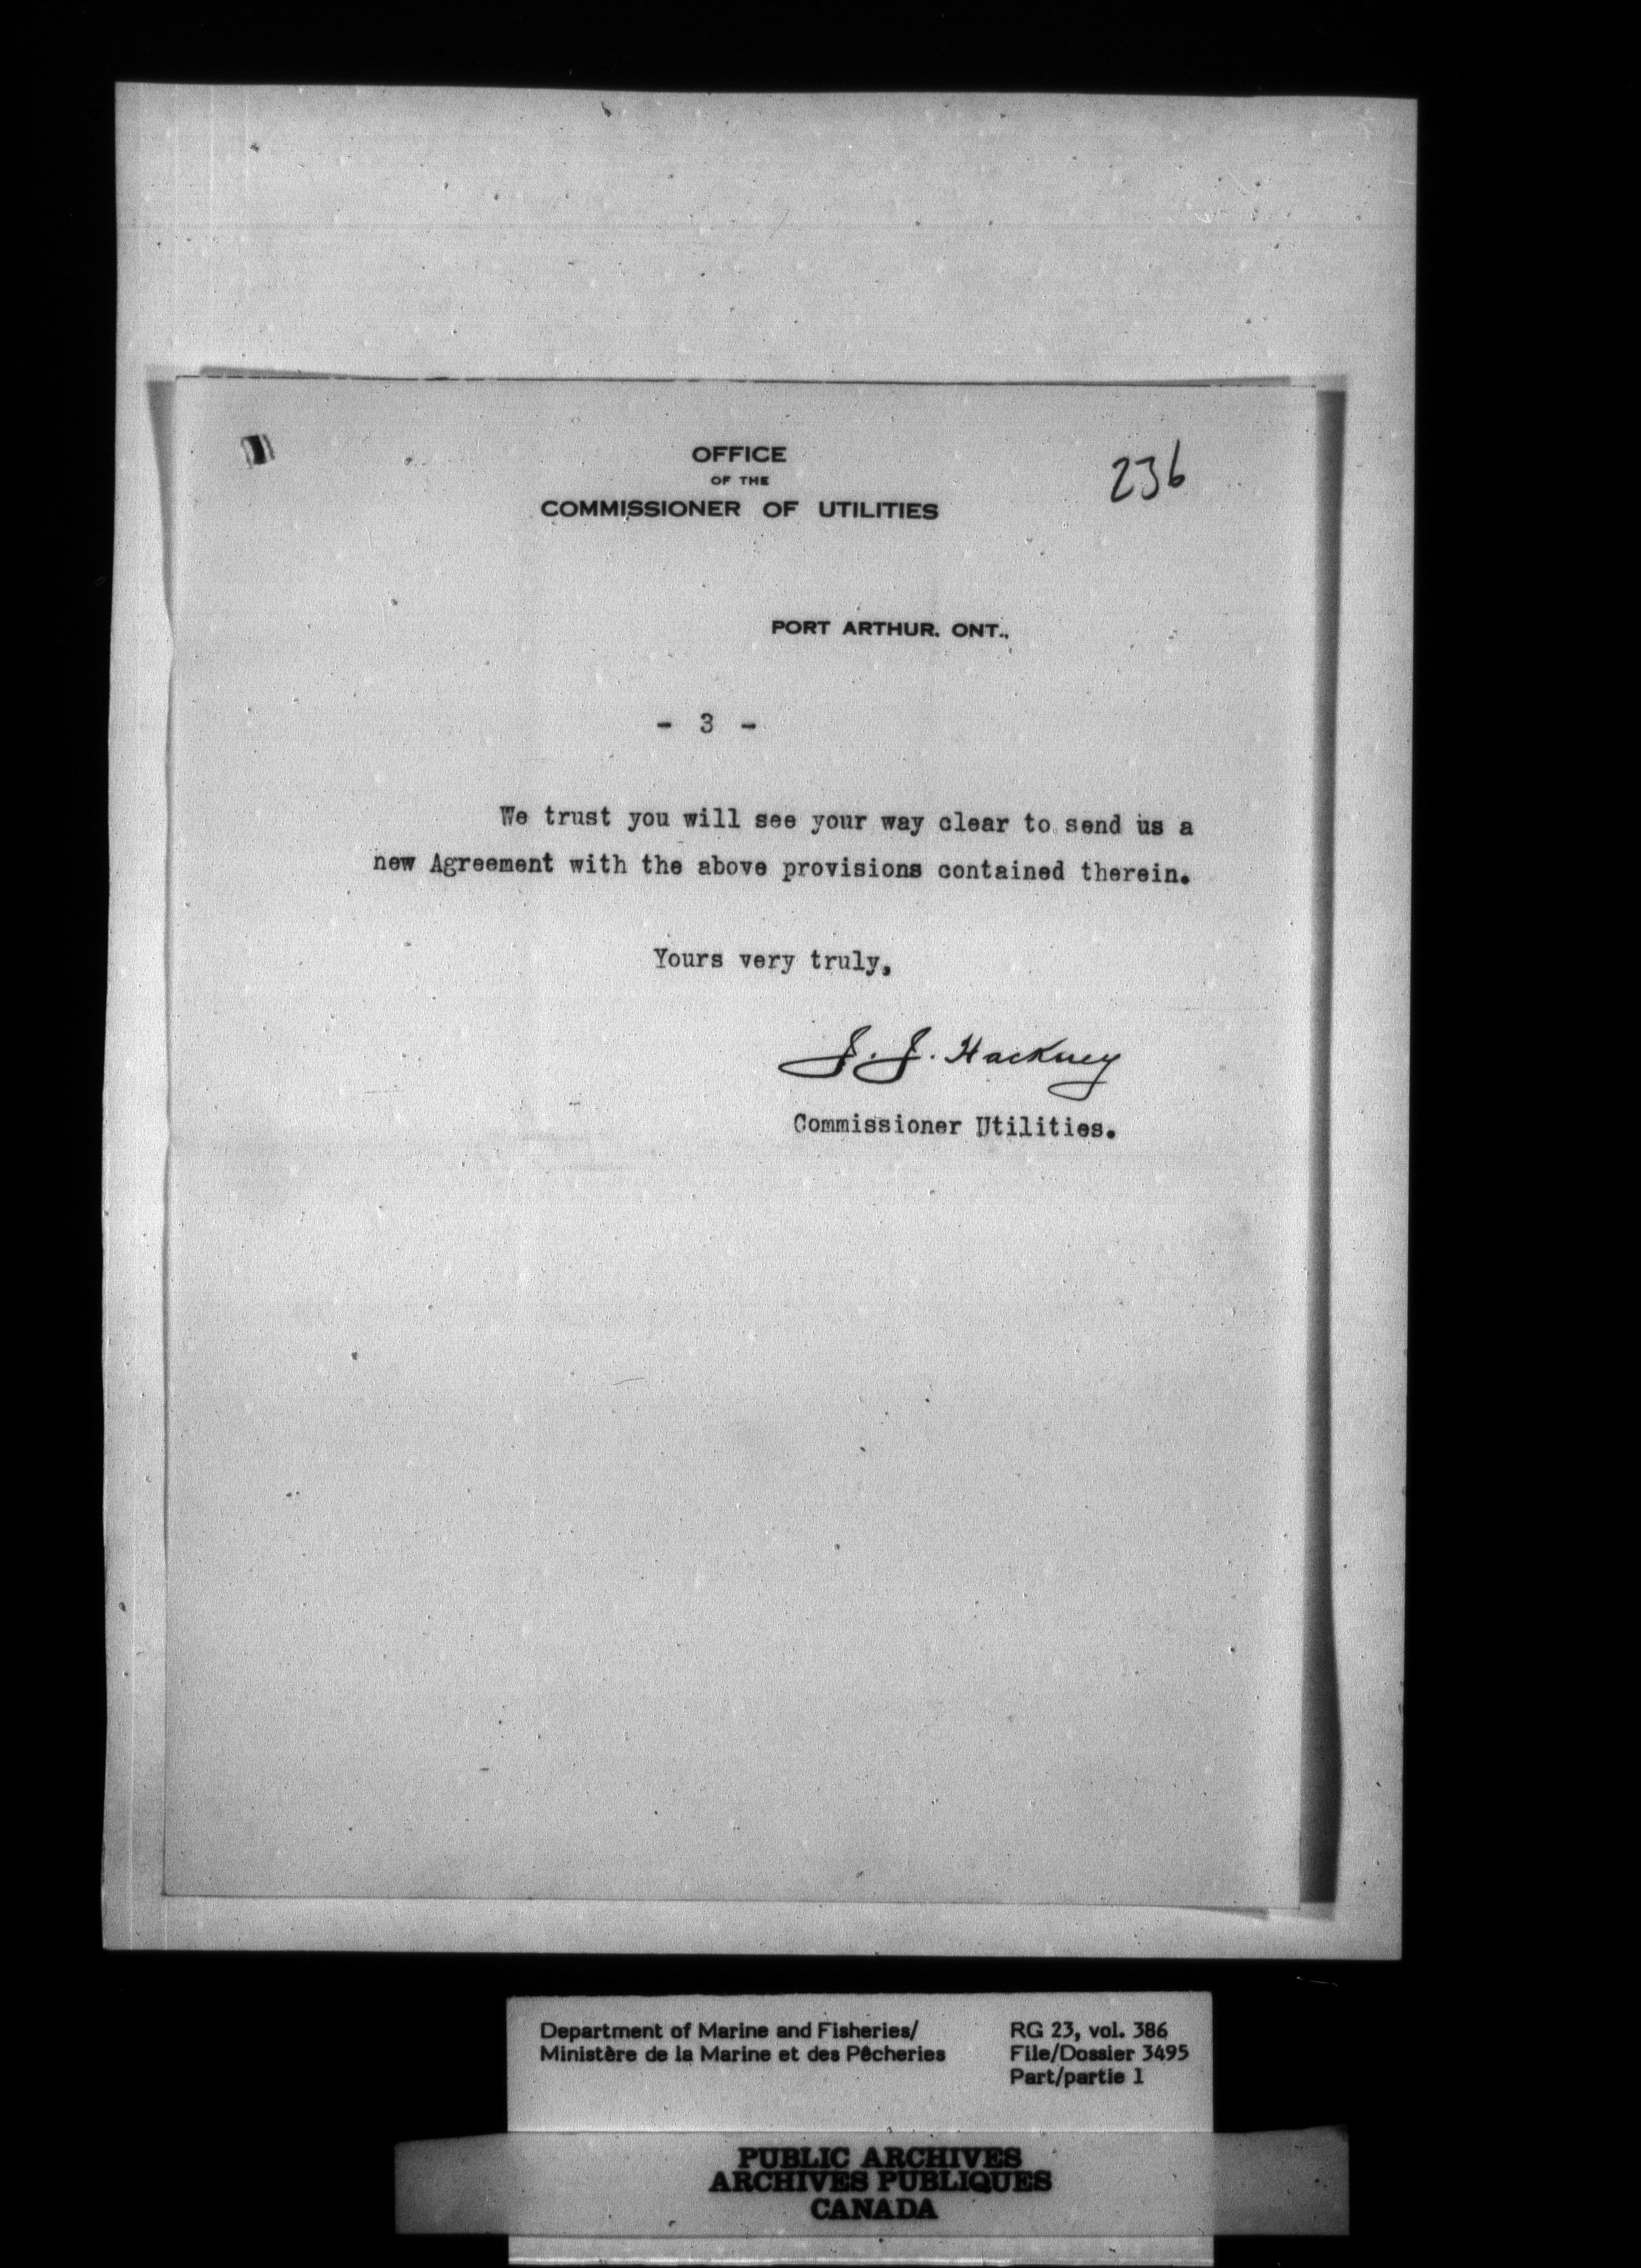 OFFICE
OF THE
COMMISSIONER OF UTILITIES
236
PORT ARTHUR. ONT.,
- 3 -
We trust you will see your way clear to send us a
new Agreement with the above provisions contained therein.
Yours very truly,
J. J. Hackney
Commissioner Utilities.
Department of Marine and Fisheries/
Ministère de la Marine et des Pêcheries
RG 23, vol. 386
File/Dossier 3495
Part/partie 1
PUBLIC ARCHIVES
ARCHIVES PUBLIQUES
CANADA